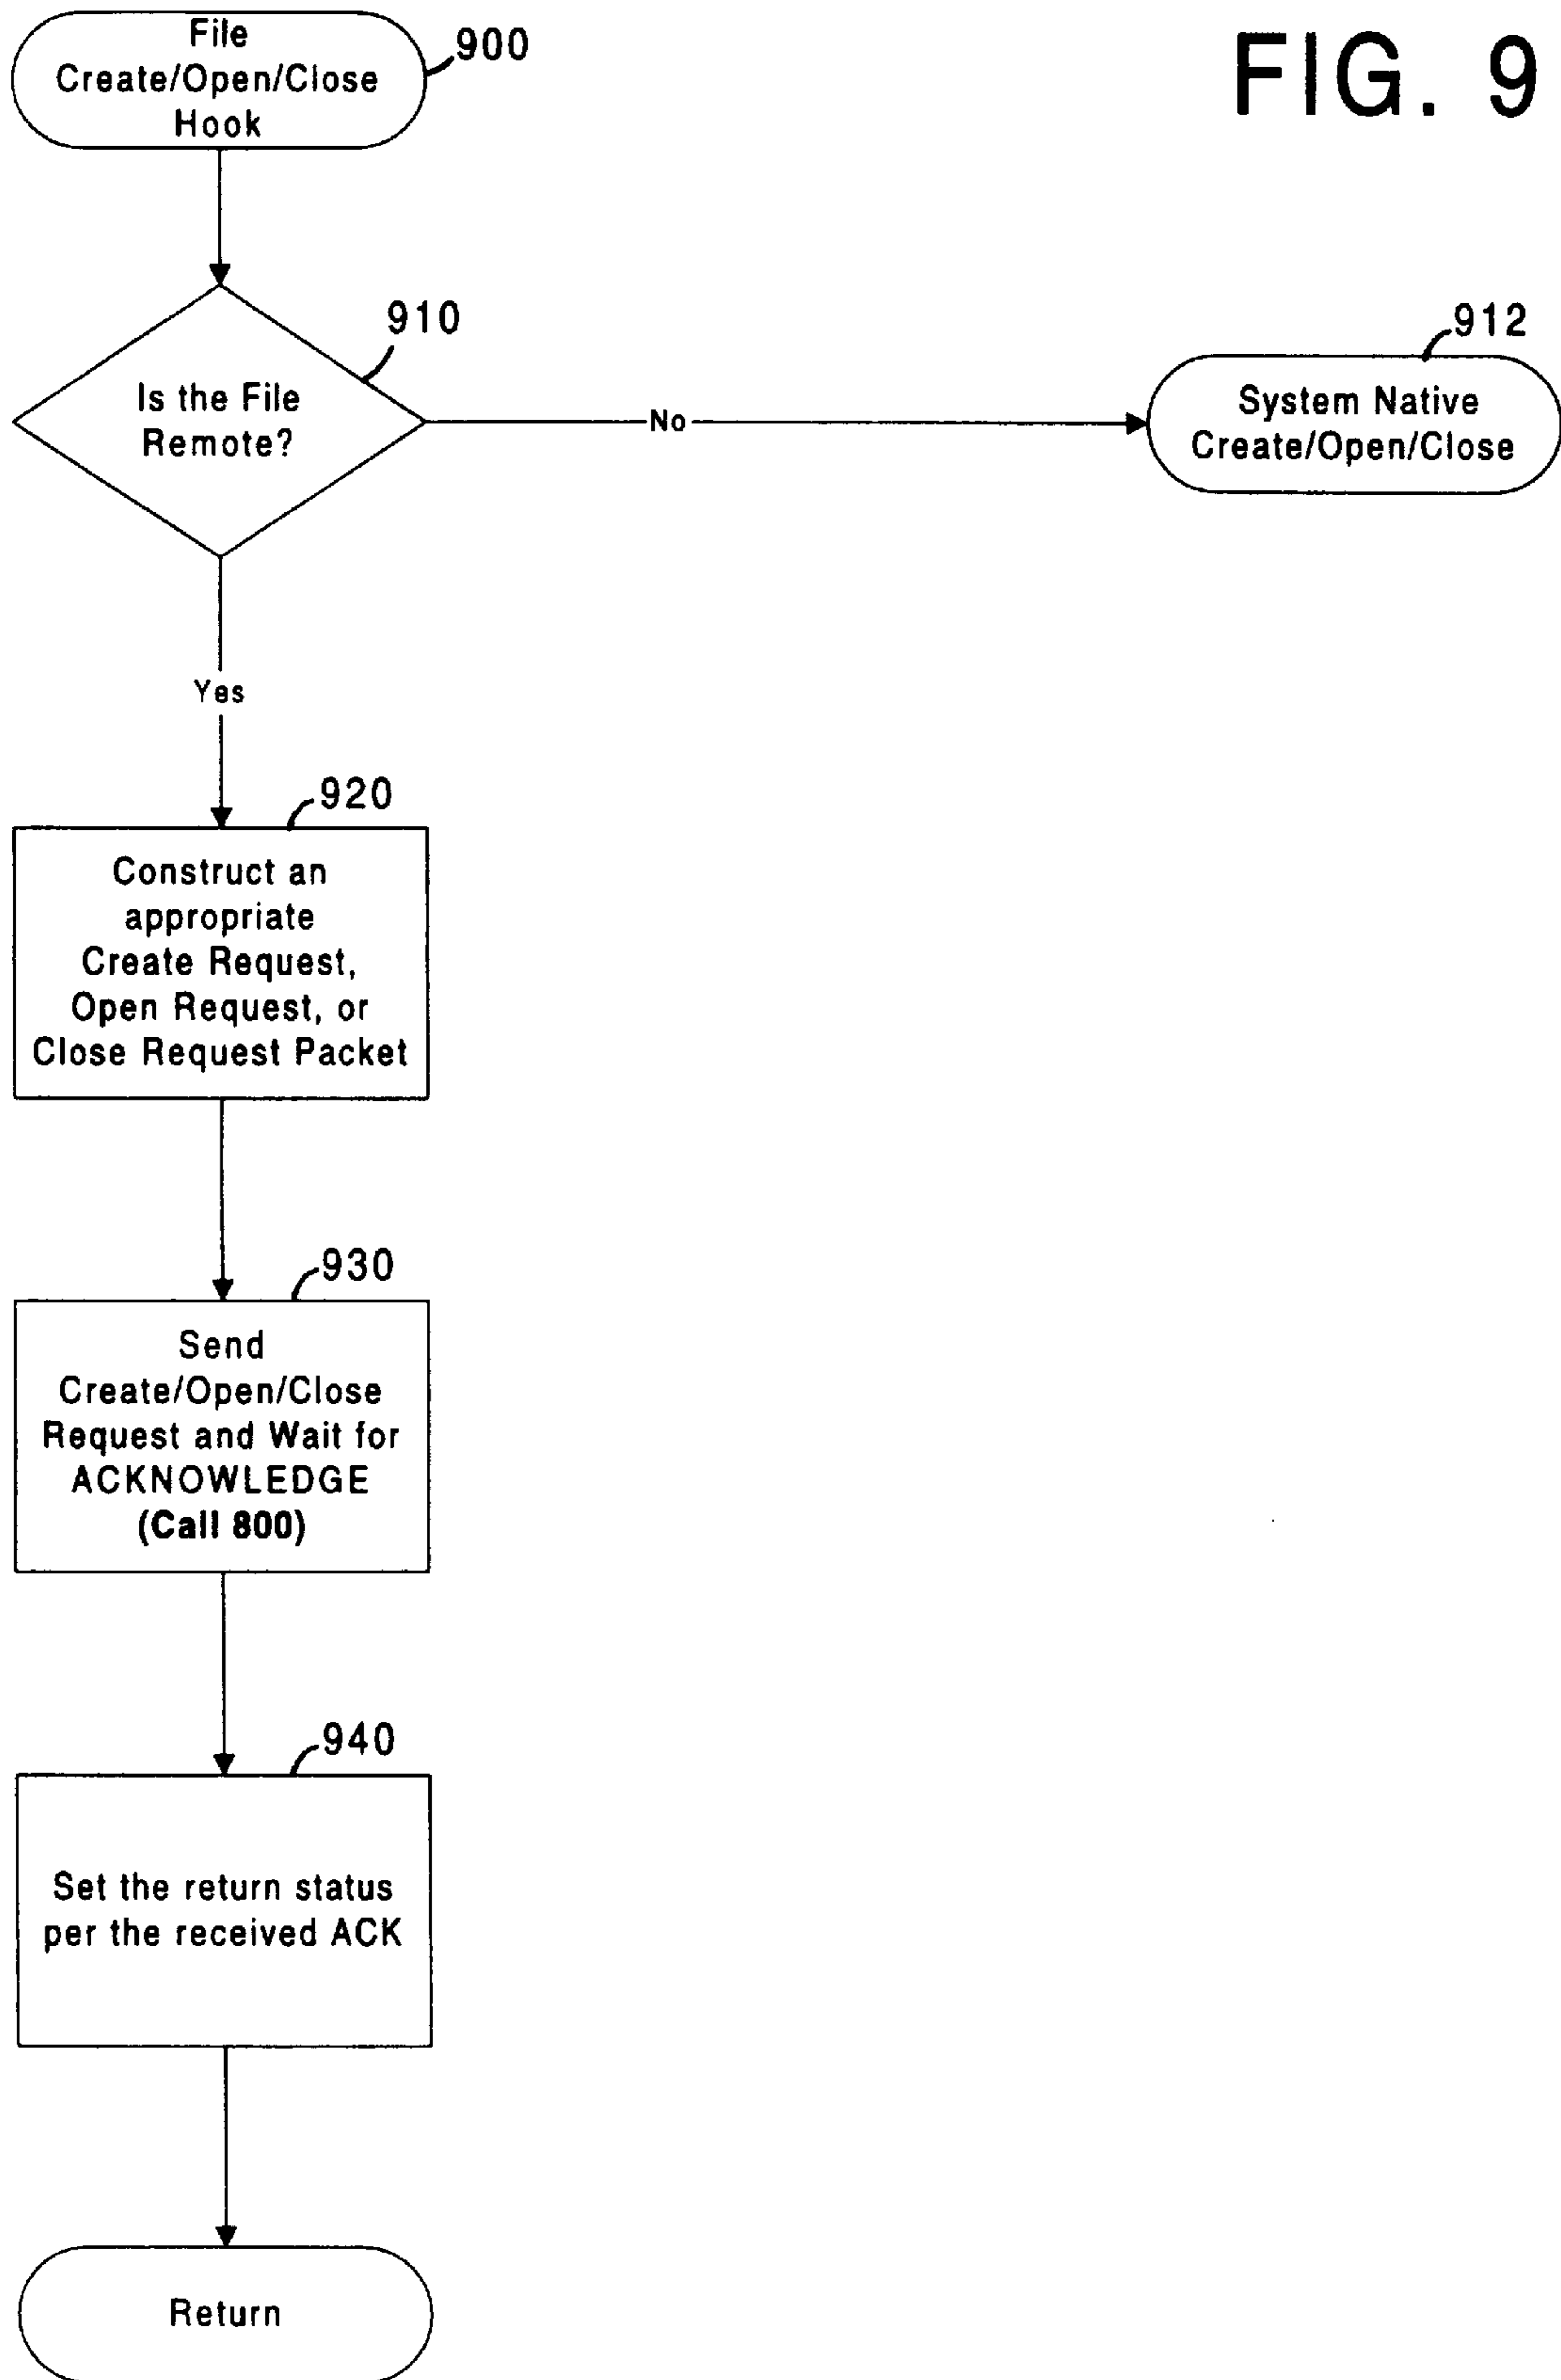 FIG. 9
File
Create/Open/Close
Hook
900
910
Is the File
Remote?
No
912
System Native
Create/Open/Close
Yes
920
Construct an
appropriate
Create Request,
Open Request, or
Close Request Packet
930
Send
Create/Open/Close
Request and Wait for
ACKNOWLEDGE
(Call 800)
940
Set the return status
per the received ACK
Return